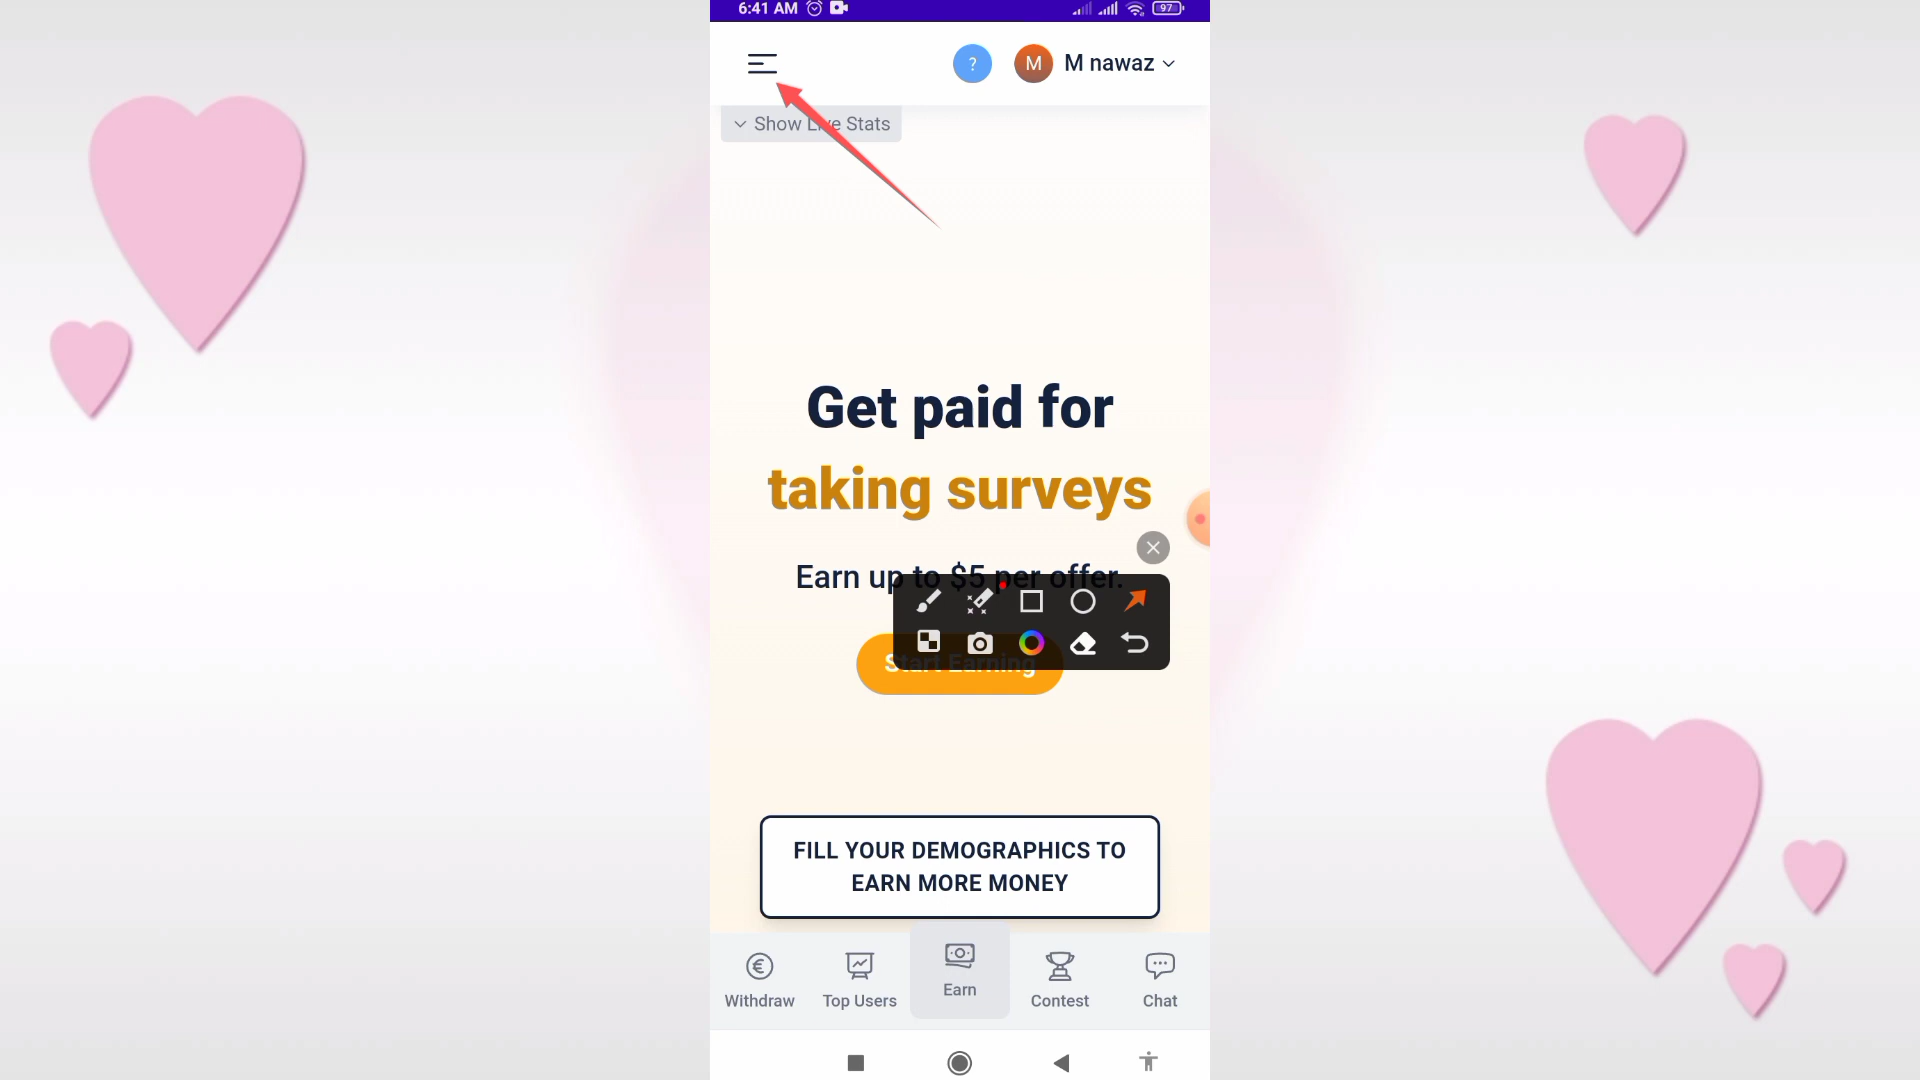 6:41 AM
97
?
M
M nawaz
Show Live Stats
Get paid for
taking surveys
Earn up to $5 per offer.
Start Earning
FILL YOUR DEMOGRAPHICS TO
EARN MORE MONEY
Withdraw
Top Users
Earn
Contest
Chat